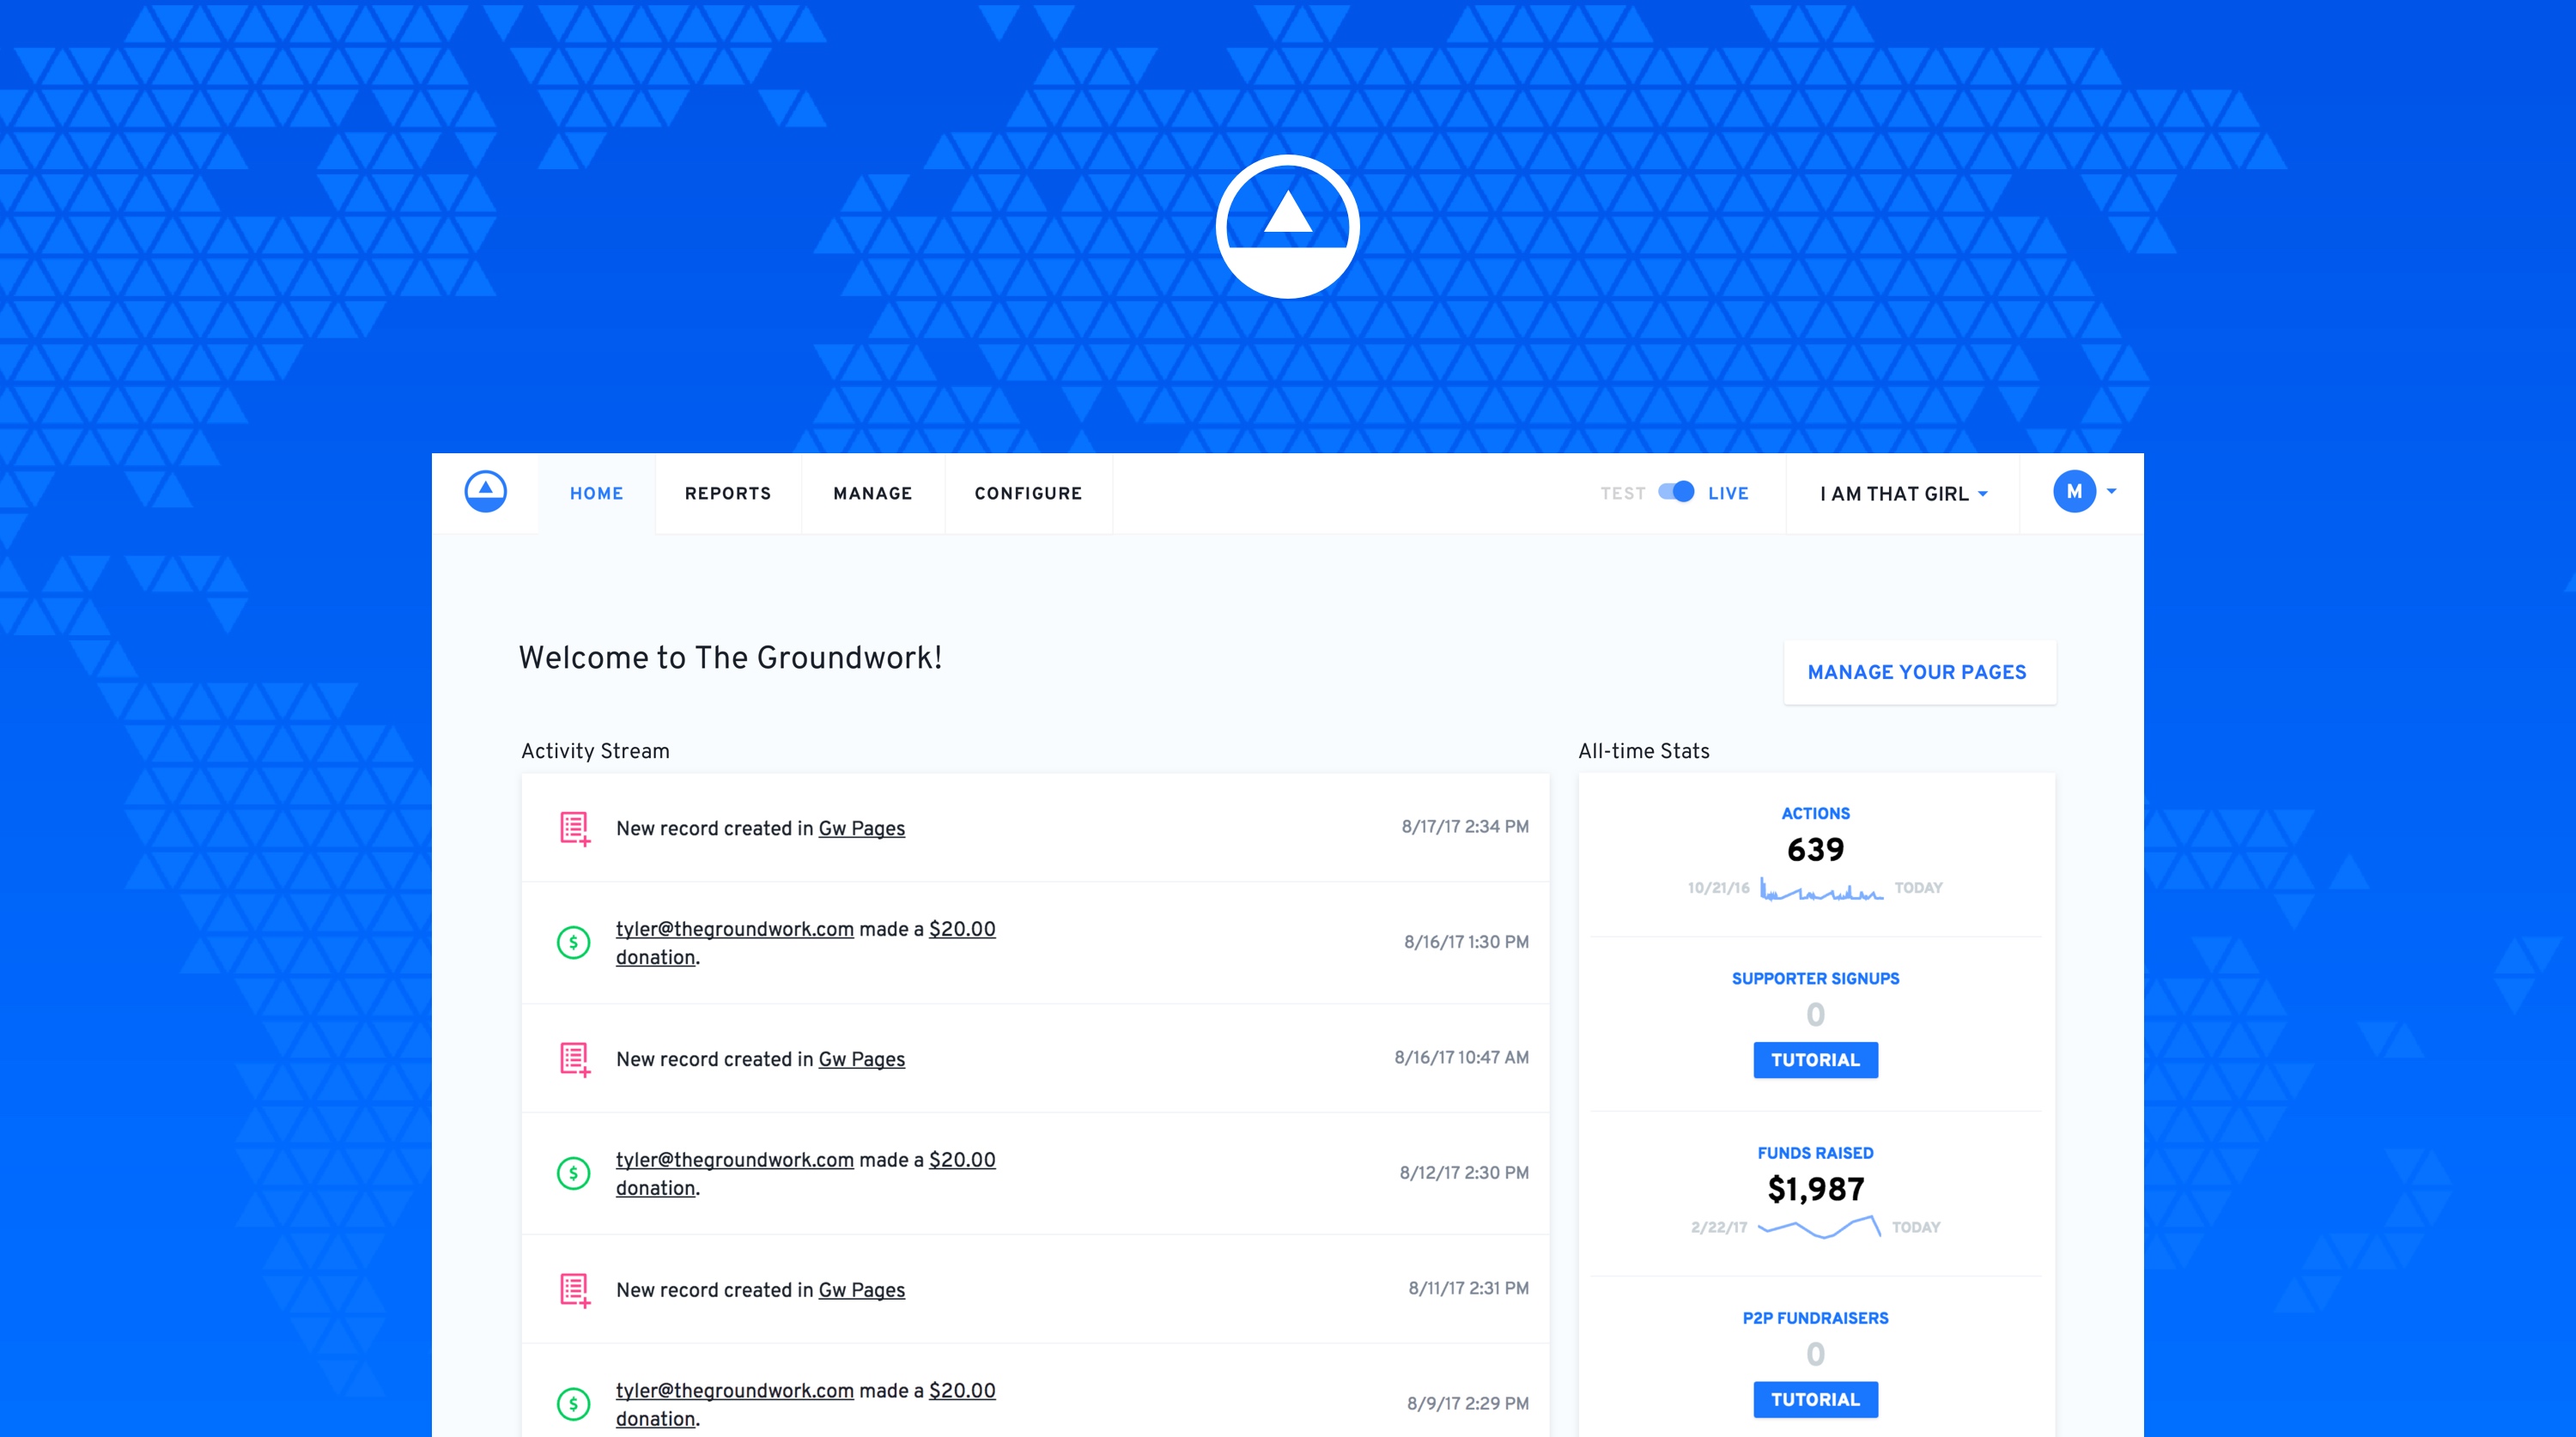 HOME REPORTS MANAGE CONFIGURE TEST LIVE I AM THAT GIRL M
Welcome to The Groundwork!
MANAGE YOUR PAGES
Activity Stream
New record created in Gw Pages 8/17/17 2:34 PM
tyler@thegroundwork.com made a $20.00
donation.
8/16/17 1:30 PM
$
New record created in Gw Pages 8/16/17 10:47 AM
tyler@thegroundwork.com made a $20.00
donation.
8/12/17 2:30 PM
$
New record created in Gw Pages 8/11/17 2:31 PM
tyler@thegroundwork.com made a $20.00
donation.
8/9/17 2:29 PM
$
All-time Stats
ACTIONS
639
10/21/16 TODAY
SUPPORTER SIGNUPS
0
TUTORIAL
FUNDS RAISED
$1,987
2/22/17 TODAY
P2P FUNDRAISERS
0
TUTORIAL